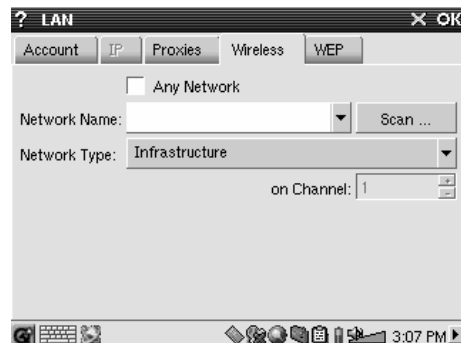 ? LAN × OK
Account IP Proxies Wireless WEP
Any Network
Network Name: Scan ...
Network Type: Infrastructure
on Channel: 1
3:07 PM